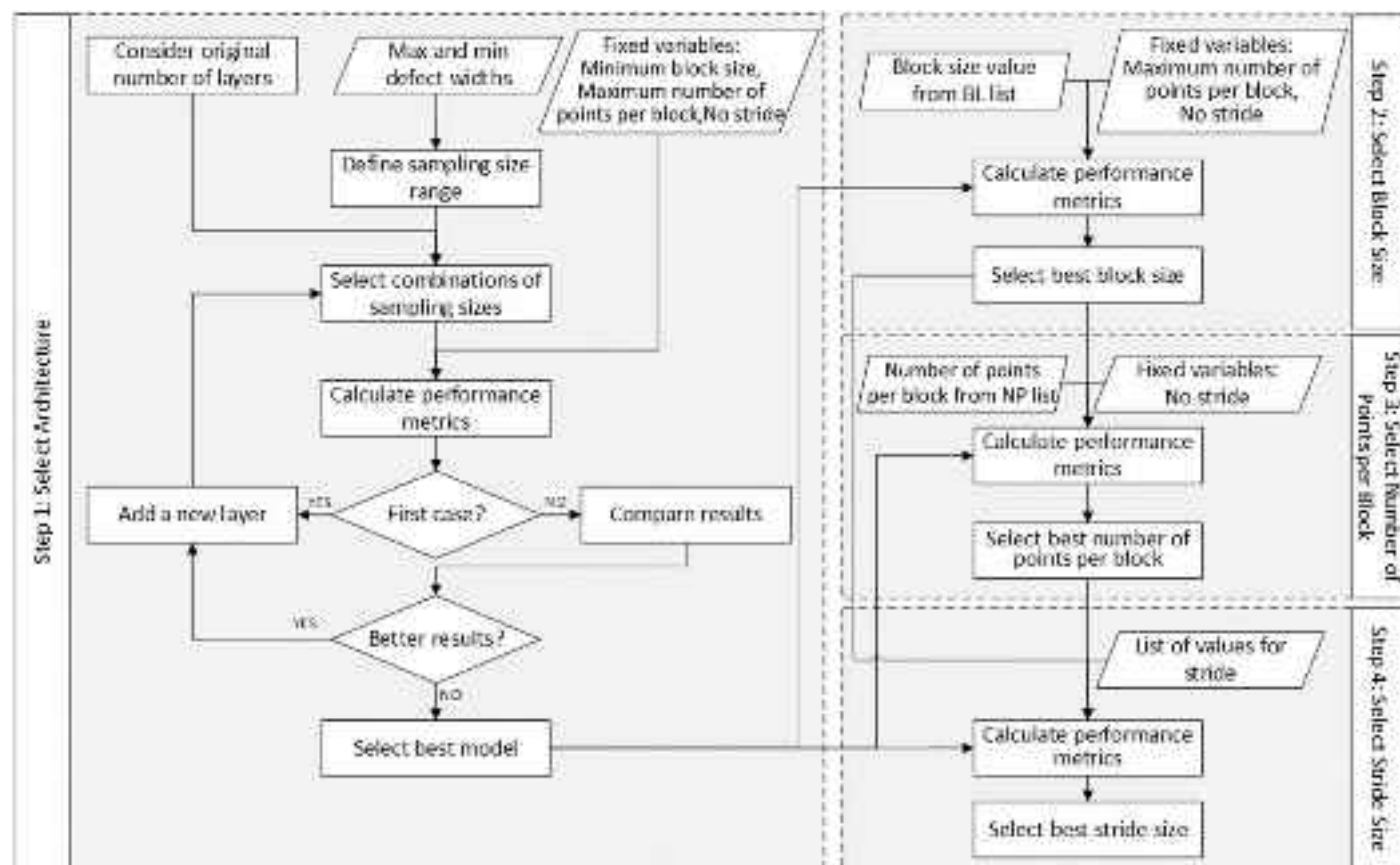 Step 1: Select Architecture
Consider original
number of layers
Max and min
defect widths
Fixed variables:
Minimum block size,
Maximum number of
points per block,No stride
Define sampling size
range
Select combinations of
sampling sizes
Calculate performance
metrics
First case?
YES
NO
Add a new layer
Compare results
Better results?
YES
NO
Select best model
Step 2: Select Block Size
Block size value
from BL list
Fixed variables:
Maximum number of
points per block,
No stride
Calculate performance
metrics
Select best block size
Step 3: Select Number of
Points per Block
Number of points
per block from NP list
Fixed variables:
No stride
Calculate performance
metrics
Select best number of
points per block
Step 4: Select Stride Size
List of values for
stride
Calculate performance
metrics
Select best stride size